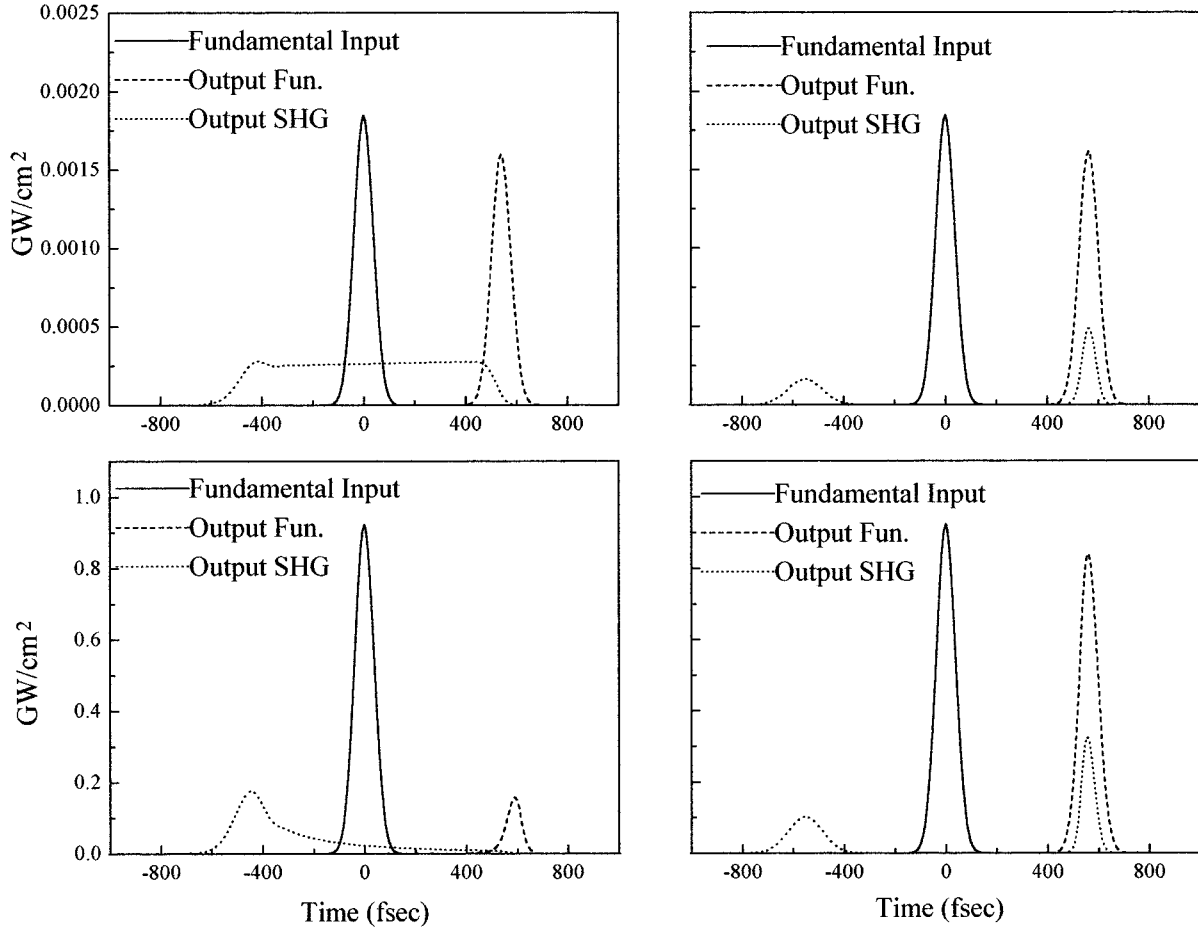 0.0025
Fundamental Input
Output Fun.
Output SHG
0.0020
0.0015
0.0010
0.0005
0.0000
GW/cm²
-800 -400 0 400 800
Fundamental Input
Output Fun.
Output SHG
-800 -400 0 400 800
1.0
Fundamental Input
Output Fun.
Output SHG
0.8
0.6
0.4
0.2
0.0
GW/cm²
-800 -400 0 400 800
Time (fsec)
Fundamental Input
Output Fun.
Output SHG
-800 -400 0 400 800
Time (fsec)